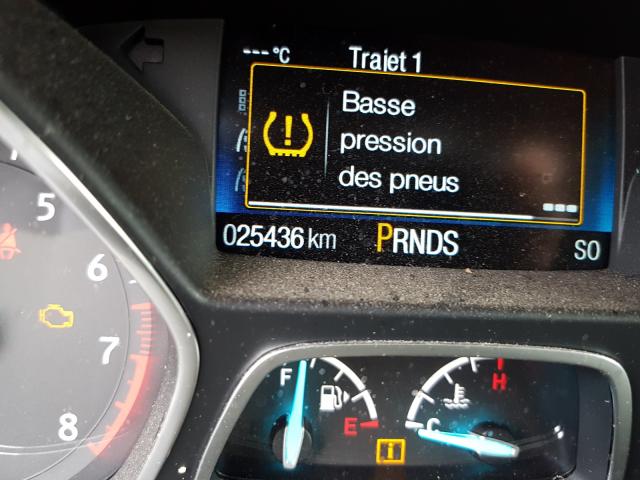 ---°C Trajet 1
Basse
pression
des pneus
---
025436 km PRNDS SO
5
6
7
8
F E
C H
i